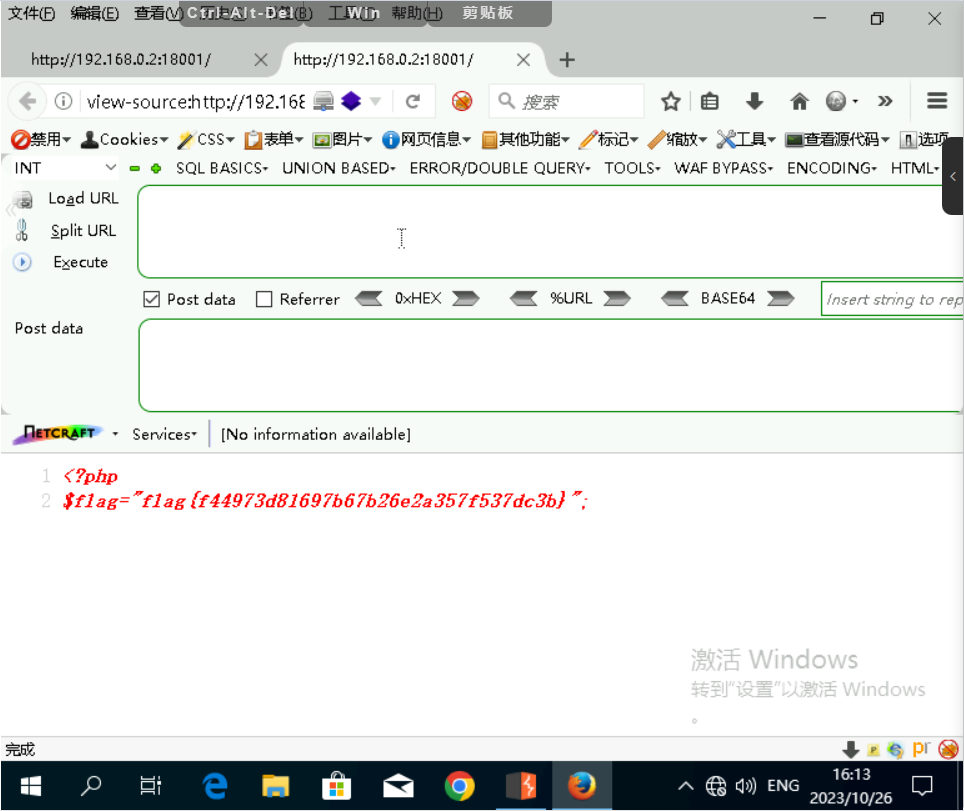 文件(F) 编辑(E) 查看(V) Ctrl-Alt-Del Win 帮助(H) 剪贴板
http://192.168.0.2:18001/ http://192.168.0.2:18001/
view-source:http://192.168 搜索
禁用 Cookies CSS 表单 图片 网页信息 其他功能 标记 缩放 工具 查看源代码 选项
INT SQL BASICS UNION BASED ERROR/DOUBLE QUERY TOOLS WAF BYPASS ENCODING HTML
Load URL
Split URL
Execute
Post data Referrer 0xHEX %URL BASE64 Insert string to rep
Post data
NETCRAFT Services [No information available]
1 <?php
2 $flag="flag{f44973d81697b67b26e2a357f537dc3b}";
激活 Windows
转到"设置"以激活 Windows
。
完成
pr
ENG 16:13
2023/10/26